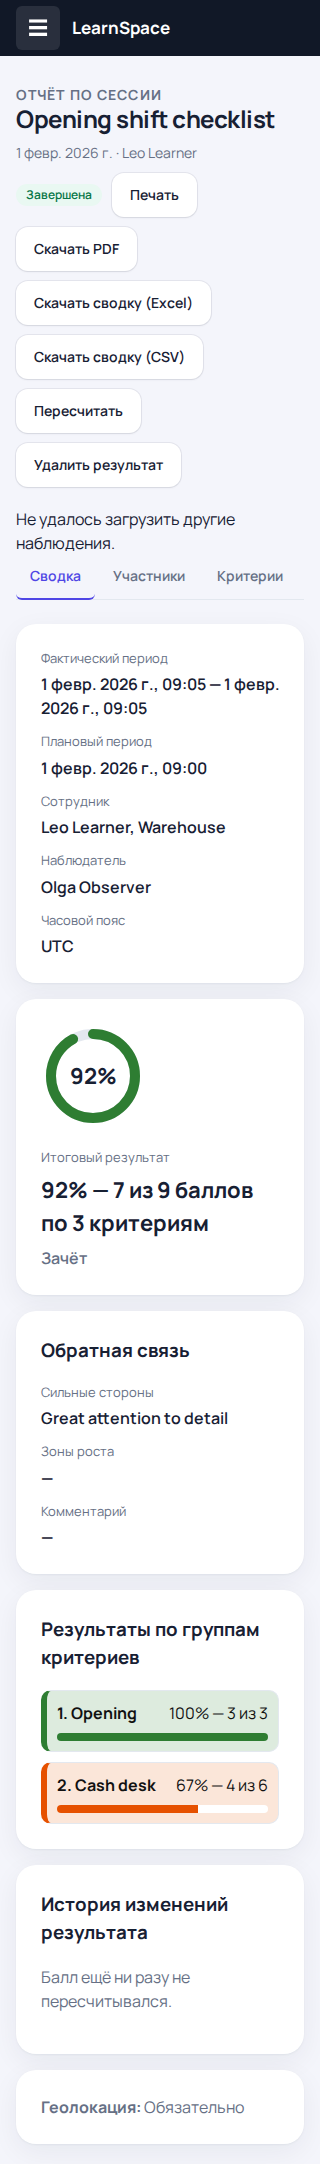 LearnSpace
ОТЧЁТ ПО СЕССИИ
Opening shift checklist
1 февр. 2026 г. · Leo Learner
Завершена
Печать
Скачать PDF
Скачать сводку (Excel)
Скачать сводку (CSV)
Пересчитать
Удалить результат
Не удалось загрузить другие
наблюдения.
Сводка Участники Критерии
Фактический период
1 февр. 2026 г., 09:05 — 1 февр.
2026 г., 09:05
Плановый период
1 февр. 2026 г., 09:00
Сотрудник
Leo Learner, Warehouse
Наблюдатель
Olga Observer
Часовой пояс
UTC
92%
Итоговый результат
92% — 7 из 9 баллов
по 3 критериям
Зачёт
Обратная связь
Сильные стороны
Great attention to detail
Зоны роста
—
Комментарий
—
Результаты по группам
критериев
1. Opening 100% — 3 из 3
2. Cash desk 67% — 4 из 6
История изменений
результата
Балл ещё ни разу не
пересчитывался.
Геолокация: Обязательно